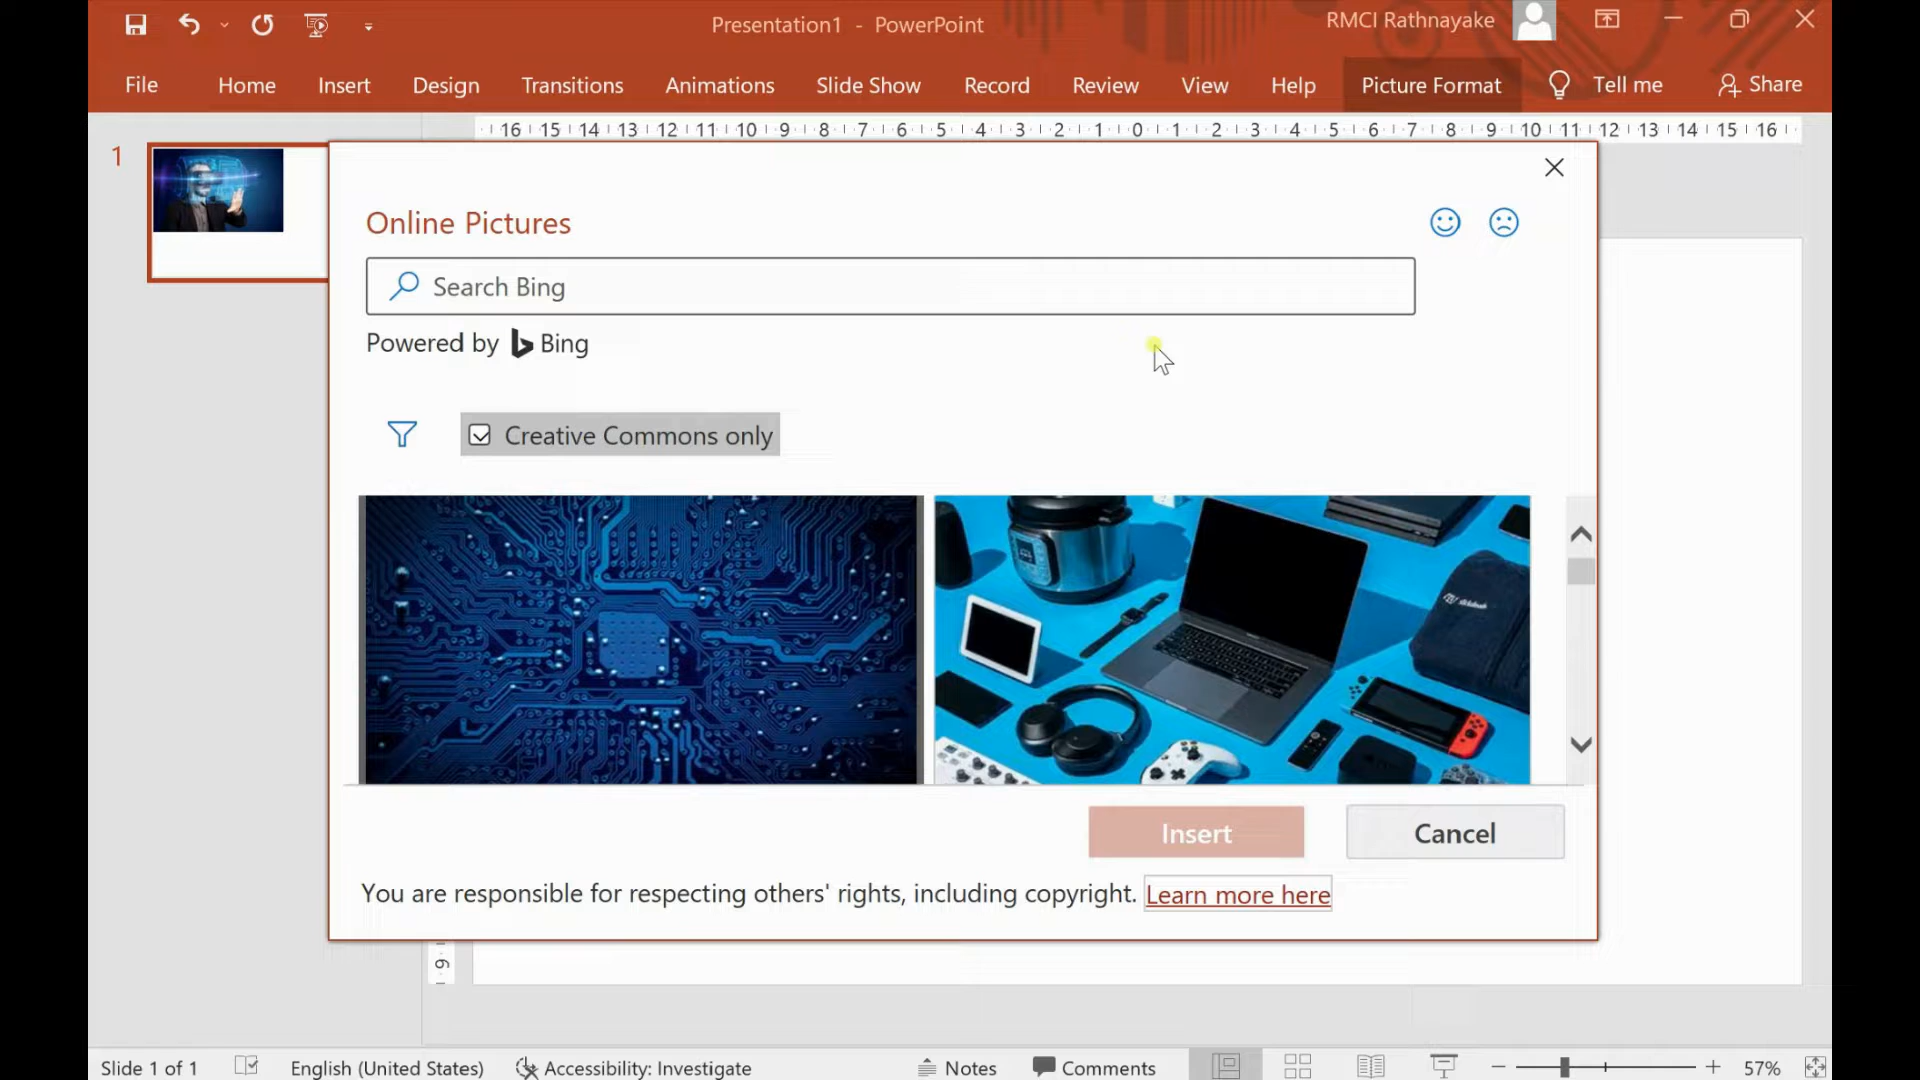 Presentation1 - PowerPoint
RMCI Rathnayake
File Home Insert Design Transitions Animations Slide Show Record Review View Help Picture Format Tell me Share
16 15 14 13 12 11 10 9 8 7 6 5 4 3 2 1 0 1 2 3 4 5 6 7 8 9 10 11 12 13 14 15 16
1
Online Pictures
Search Bing
Powered by Bing
Creative Commons only
Insert Cancel
You are responsible for respecting others' rights, including copyright. Learn more here
9
Slide 1 of 1 English (United States) Accessibility: Investigate Notes Comments 57%